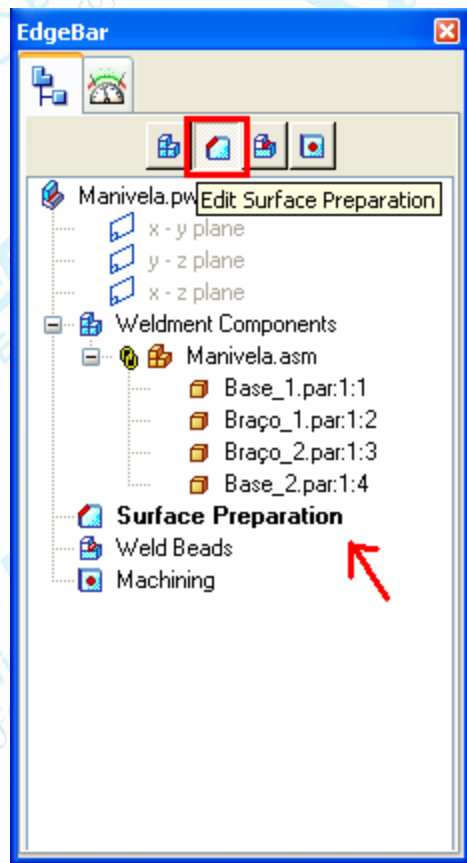 EdgeBar
Manivela.pw
Edit Surface Preparation
x - y plane
y - z plane
x - z plane
Weldment Components
Manivela.asm
Base_1.par:1:1
Braço_1.par:1:2
Braço_2.par:1:3
Base_2.par:1:4
Surface Preparation
Weld Beads
Machining